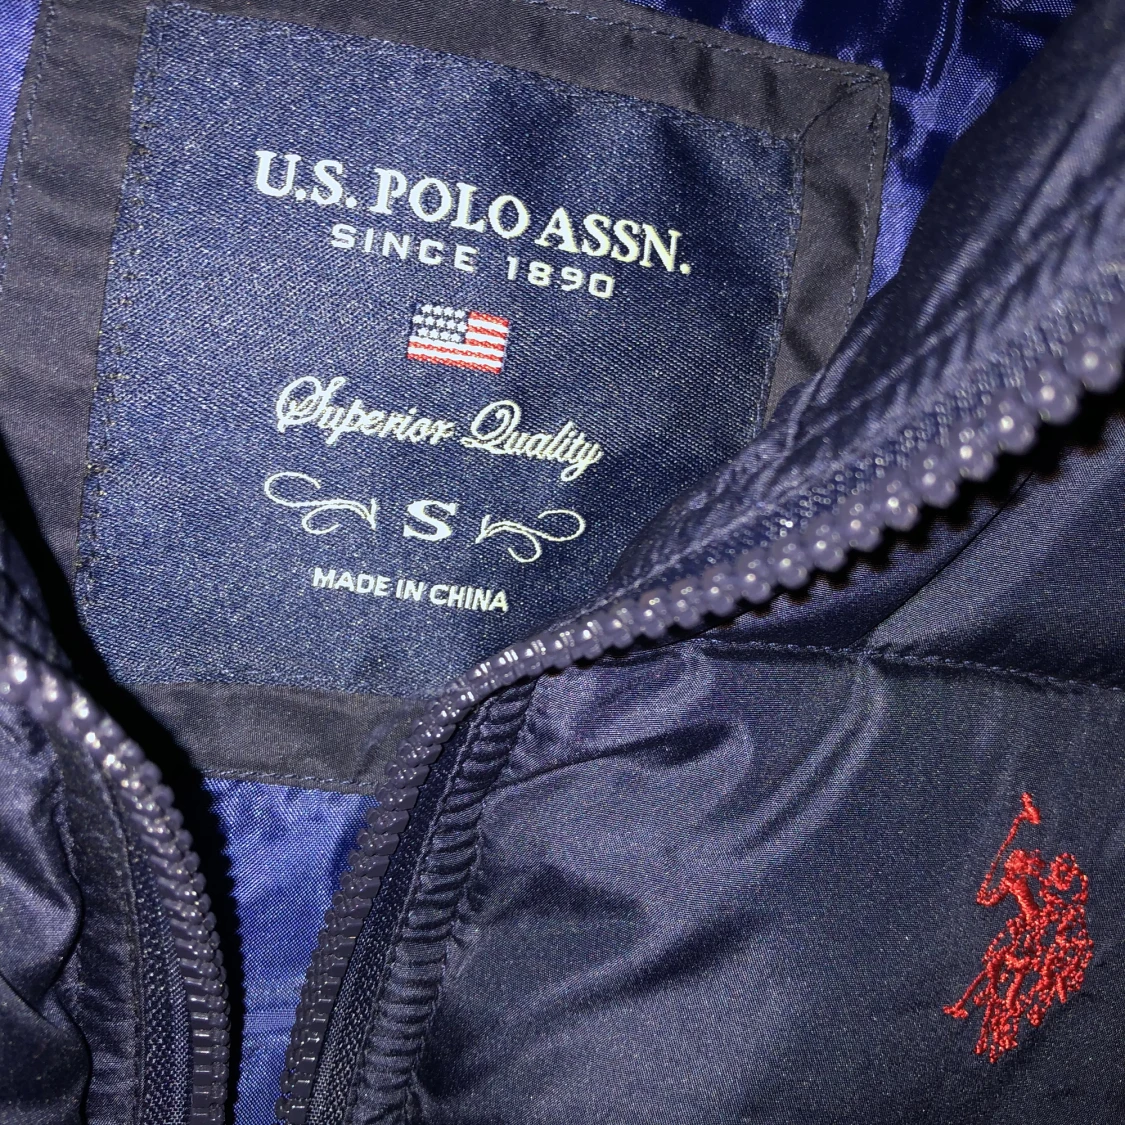 U.S. POLO ASSN.
SINCE 1890
Superior Quality
S
MADE IN CHINA